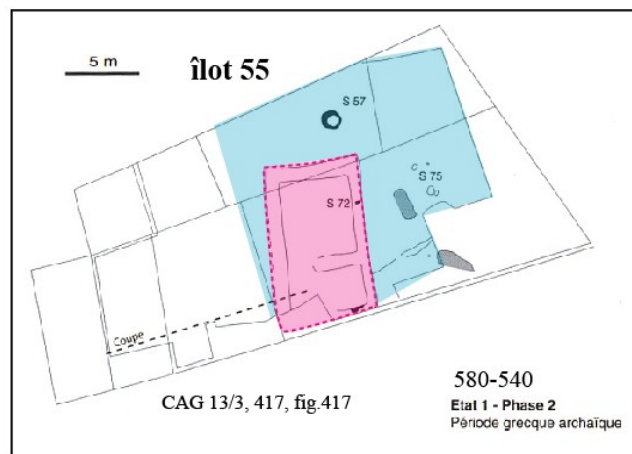 5 m
îlot 55
S 57
S 75
S 72
Coupe
580-540
CAG 13/3, 417, fig.417
Etat 1 - Phase 2
Période grecque archaïque